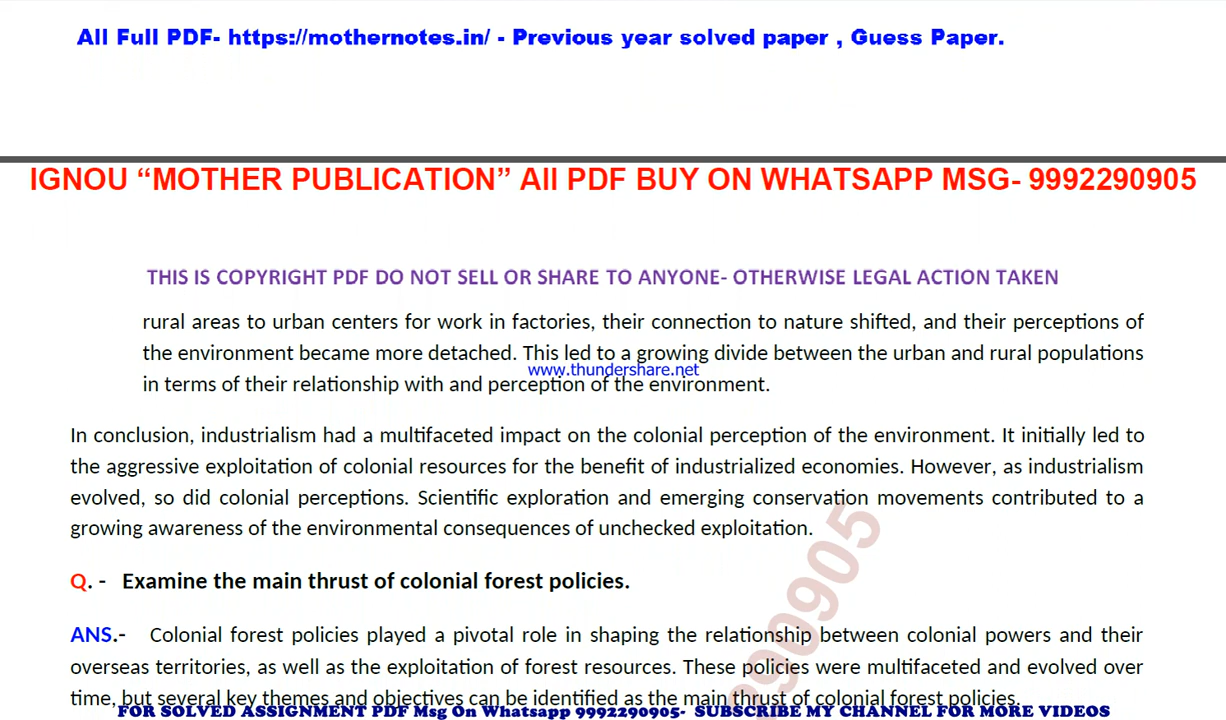 All Full PDF- https://mothernotes.in/ - Previous year solved paper , Guess Paper.
IGNOU “MOTHER PUBLICATION” All PDF BUY ON WHATSAPP MSG- 9992290905
THIS IS COPYRIGHT PDF DO NOT SELL OR SHARE TO ANYONE- OTHERWISE LEGAL ACTION TAKEN
rural areas to urban centers for work in factories, their connection to nature shifted, and their perceptions of
the environment became more detached. This led to a growing divide between the urban and rural populations
www.thundershare.net
in terms of their relationship with and perception of the environment.
In conclusion, industrialism had a multifaceted impact on the colonial perception of the environment. It initially led to
the aggressive exploitation of colonial resources for the benefit of industrialized economies. However, as industrialism
evolved, so did colonial perceptions. Scientific exploration and emerging conservation movements contributed to a
growing awareness of the environmental consequences of unchecked exploitation.
Q. - Examine the main thrust of colonial forest policies.
ANS.- Colonial forest policies played a pivotal role in shaping the relationship between colonial powers and their
overseas territories, as well as the exploitation of forest resources. These policies were multifaceted and evolved over
time, but several key themes and objectives can be identified as the main thrust of colonial forest policies.
90905
FOR SOLVED ASSIGNMENT PDF Msg On Whatsapp 9992290905- SUBSCRIBE MY CHANNEL FOR MORE VIDEOS